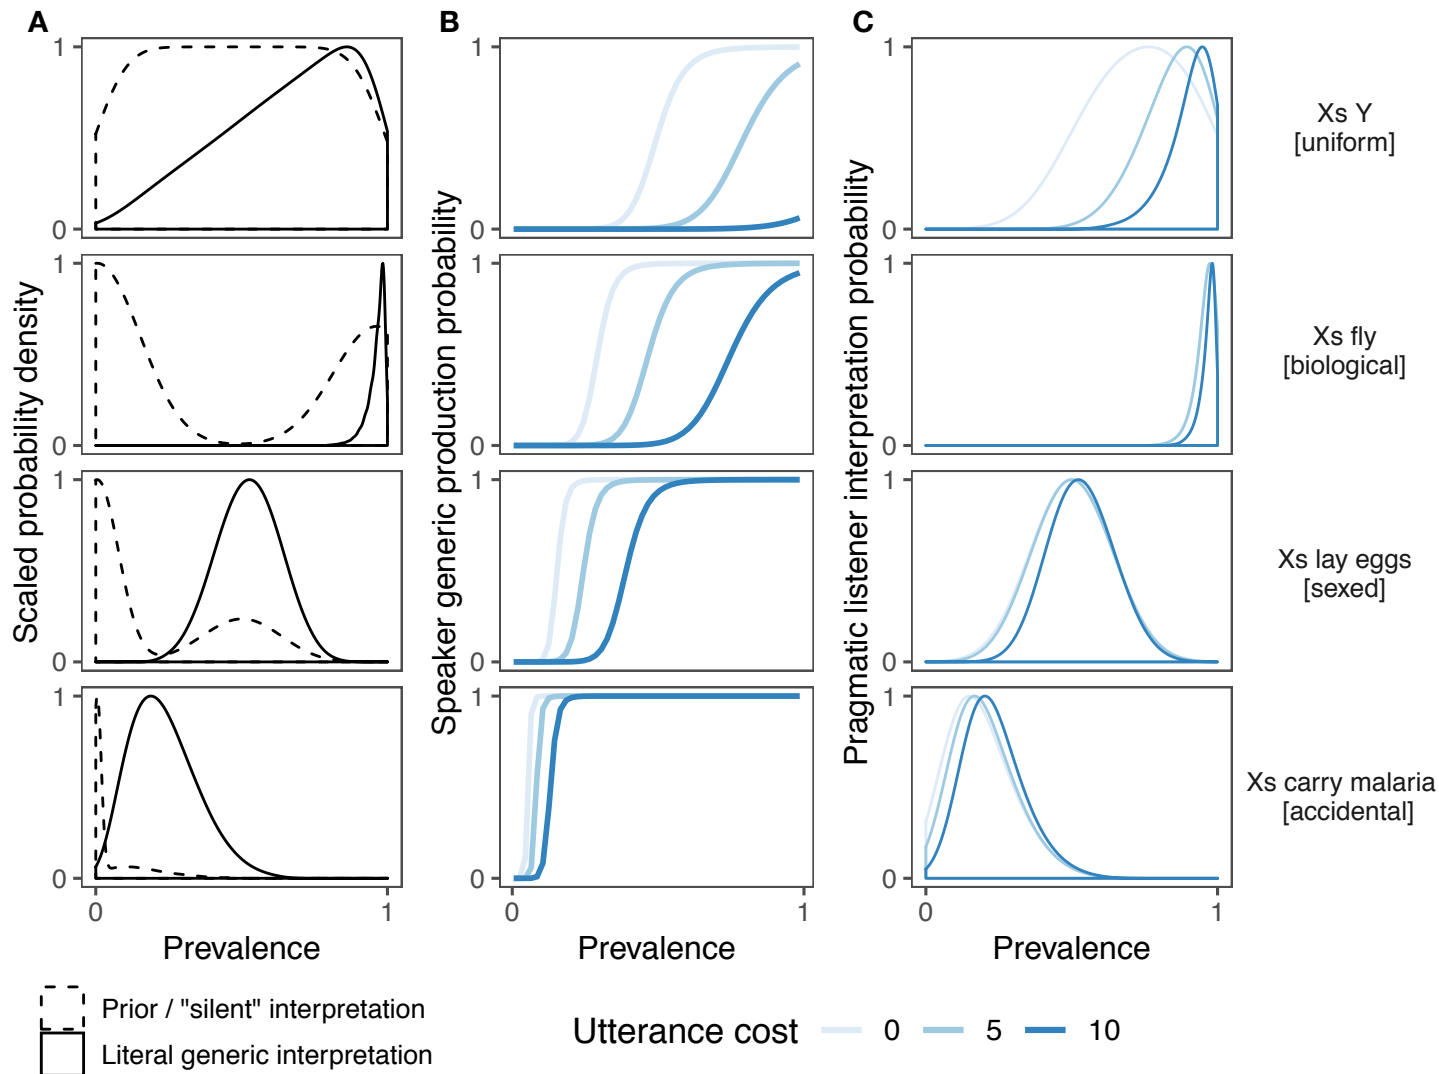 A
B
C
Scaled probability density
Speaker generic production probability
Pragmatic listener interpretation probability
1
0
1
0
1
0
Xs Y
[uniform]
1
0
1
0
1
0
Xs fly
[biological]
1
0
1
0
1
0
Xs lay eggs
[sexed]
1
0
1
0
1
0
Xs carry malaria
[accidental]
0
1
0
1
0
1
Prevalence
Prevalence
Prevalence
Prior / "silent" interpretation
Literal generic interpretation
Utterance cost
0
5
10